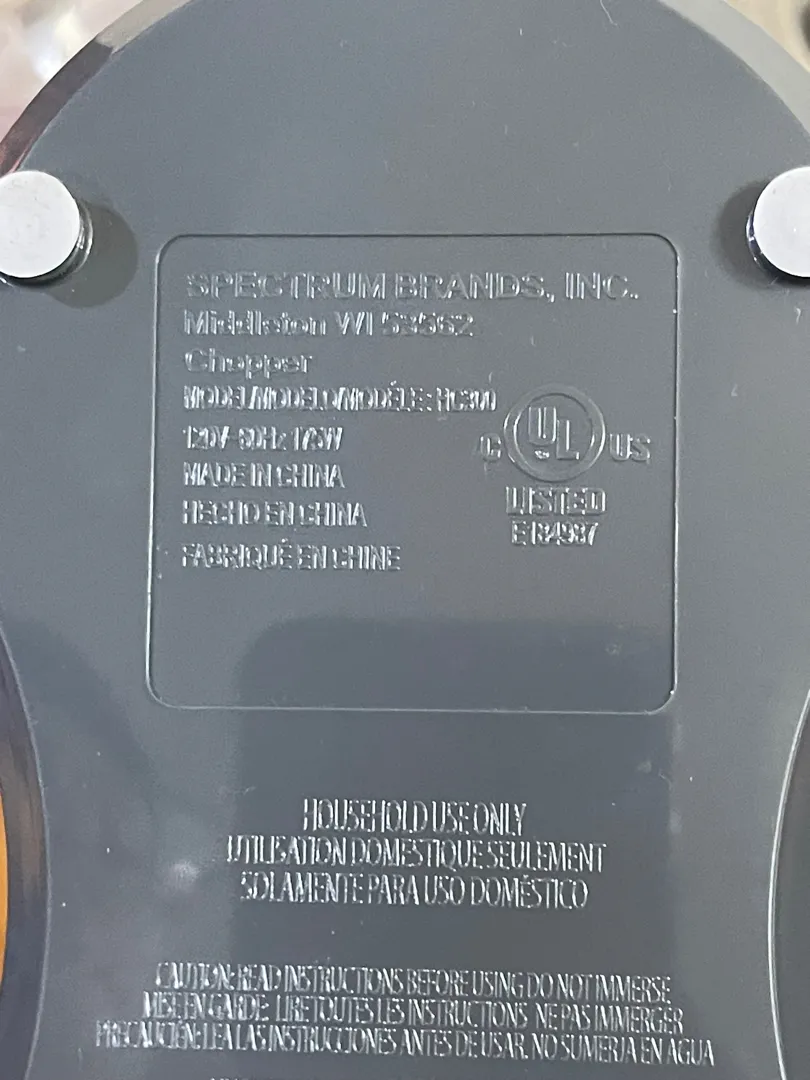 SPECTRUM BRANDS, INC.
Middleton WI 53562
Chopper
MODEL/MODELO/MODÈLE: HC300
120V~60Hz 175W
MADE IN CHINA
HECHO EN CHINA
FABRIQUÉ EN CHINE
C UL US
LISTED
E184987
HOUSEHOLD USE ONLY
UTILISATION DOMESTIQUE SEULEMENT
SOLAMENTE PARA USO DOMÉSTICO
CAUTION: READ INSTRUCTIONS BEFORE USING DO NOT IMMERSE
MISE EN GARDE: LIRE TOUTES LES INSTRUCTIONS NE PAS IMMERGER
PRECAUCIÓN: LEA LAS INSTRUCCIONES ANTES DE USAR. NO SUMERJA EN AGUA